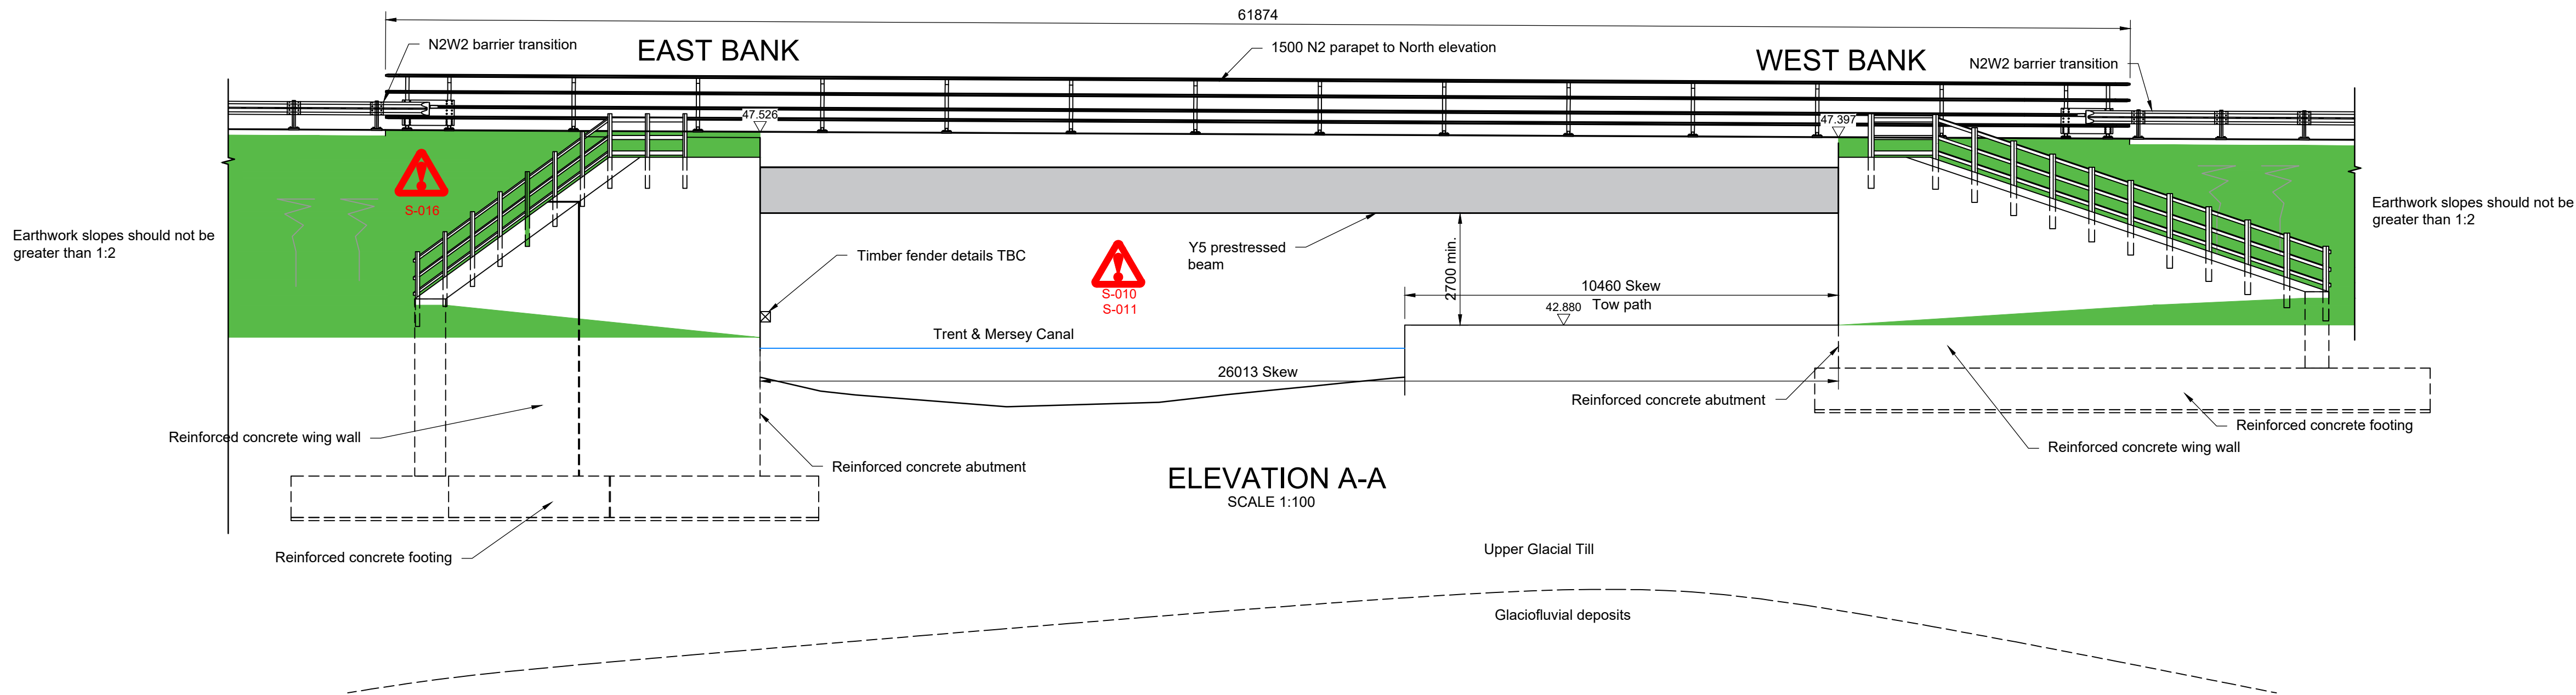 61874
N2W2 barrier transition
EAST BANK
1500 N2 parapet to North elevation
WEST BANK
N2W2 barrier transition
47.526
47.397
S-016
Earthwork slopes should not be
greater than 1:2
Earthwork slopes should not be
greater than 1:2
Timber fender details TBC
Y5 prestressed
beam
2700 min.
S-010
S-011
10460 Skew
Tow path
42.880
Trent & Mersey Canal
26013 Skew
Reinforced concrete abutment
Reinforced concrete footing
Reinforced concrete wing wall
Reinforced concrete wing wall
Reinforced concrete abutment
ELEVATION A-A
SCALE 1:100
Reinforced concrete footing
Upper Glacial Till
Glaciofluvial deposits